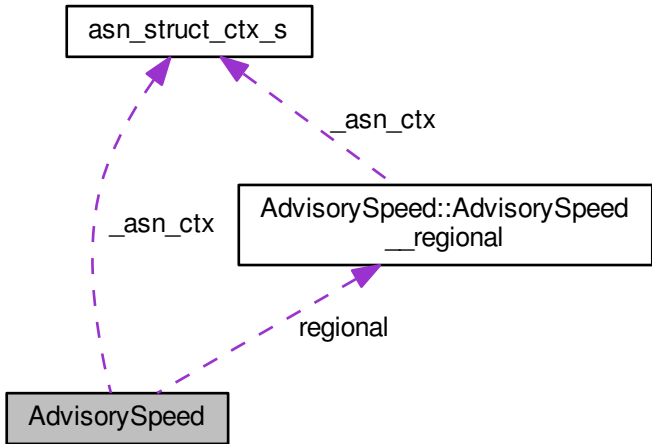 asn_struct_ctx_s
_asn_ctx
AdvisorySpeed::AdvisorySpeed
__regional
_asn_ctx
regional
AdvisorySpeed